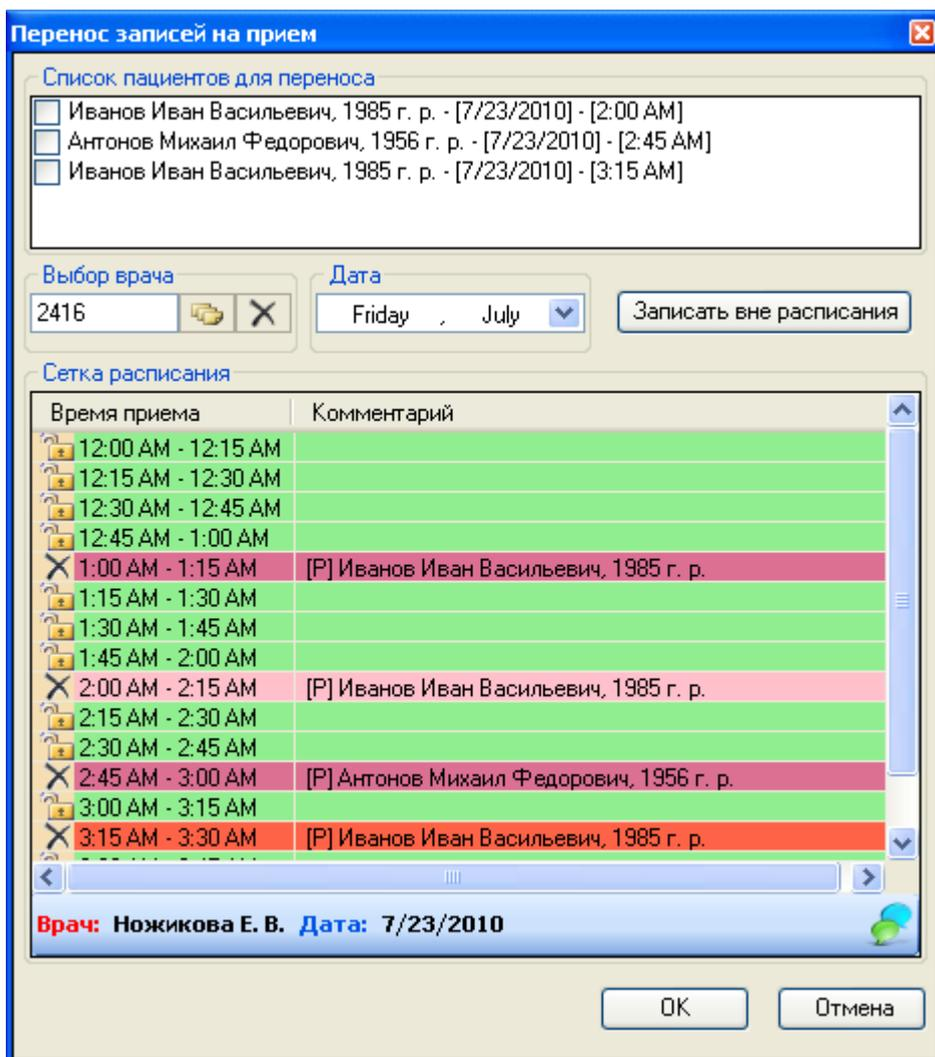 Перенос записей на прием
Список пациентов для переноса
Иванов Иван Васильевич, 1985 г. р. - [7/23/2010] - [2:00 AM]
Антонов Михаил Федорович, 1956 г. р. - [7/23/2010] - [2:45 AM]
Иванов Иван Васильевич, 1985 г. р. - [7/23/2010] - [3:15 AM]
Выбор врача Дата
2416 Friday , July Записать вне расписания
Сетка расписания
Время приема Комментарий
12:00 AM - 12:15 AM
12:15 AM - 12:30 AM
12:30 AM - 12:45 AM
12:45 AM - 1:00 AM
1:00 AM - 1:15 AM [P] Иванов Иван Васильевич, 1985 г. р.
1:15 AM - 1:30 AM
1:30 AM - 1:45 AM
1:45 AM - 2:00 AM
2:00 AM - 2:15 AM [P] Иванов Иван Васильевич, 1985 г. р.
2:15 AM - 2:30 AM
2:30 AM - 2:45 AM
2:45 AM - 3:00 AM [P] Антонов Михаил Федорович, 1956 г. р.
3:00 AM - 3:15 AM
3:15 AM - 3:30 AM [P] Иванов Иван Васильевич, 1985 г. р.
Врач: Ножикова Е. В. Дата: 7/23/2010
OK Отмена